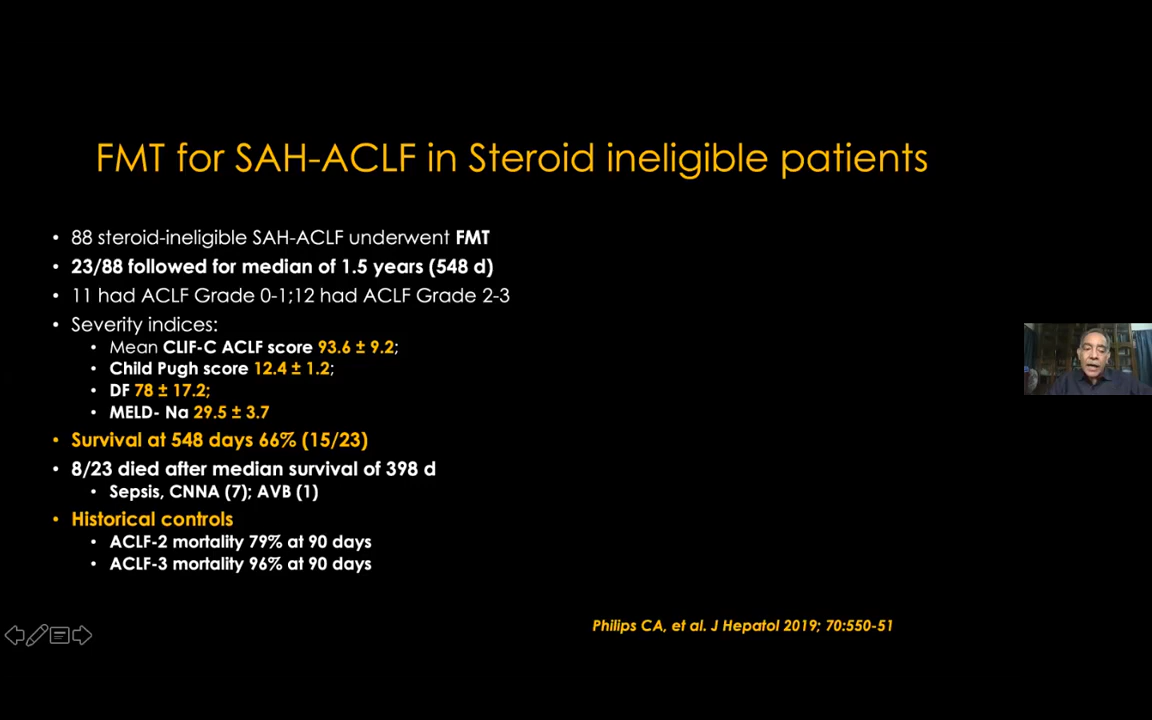 FMT for SAH-ACLF in Steroid ineligible patients
• 88 steroid-ineligible SAH-ACLF underwent FMT
• 23/88 followed for median of 1.5 years (548 d)
• 11 had ACLF Grade 0-1;12 had ACLF Grade 2-3
• Severity indices:
• Mean CLIF-C ACLF score 93.6 ± 9.2;
• Child Pugh score 12.4 ± 1.2;
• DF 78 ± 17.2;
• MELD- Na 29.5 ± 3.7
• Survival at 548 days 66% (15/23)
• 8/23 died after median survival of 398 d
• Sepsis, CNNA (7); AVB (1)
• Historical controls
• ACLF-2 mortality 79% at 90 days
• ACLF-3 mortality 96% at 90 days
Philips CA, et al. J Hepatol 2019; 70:550-51